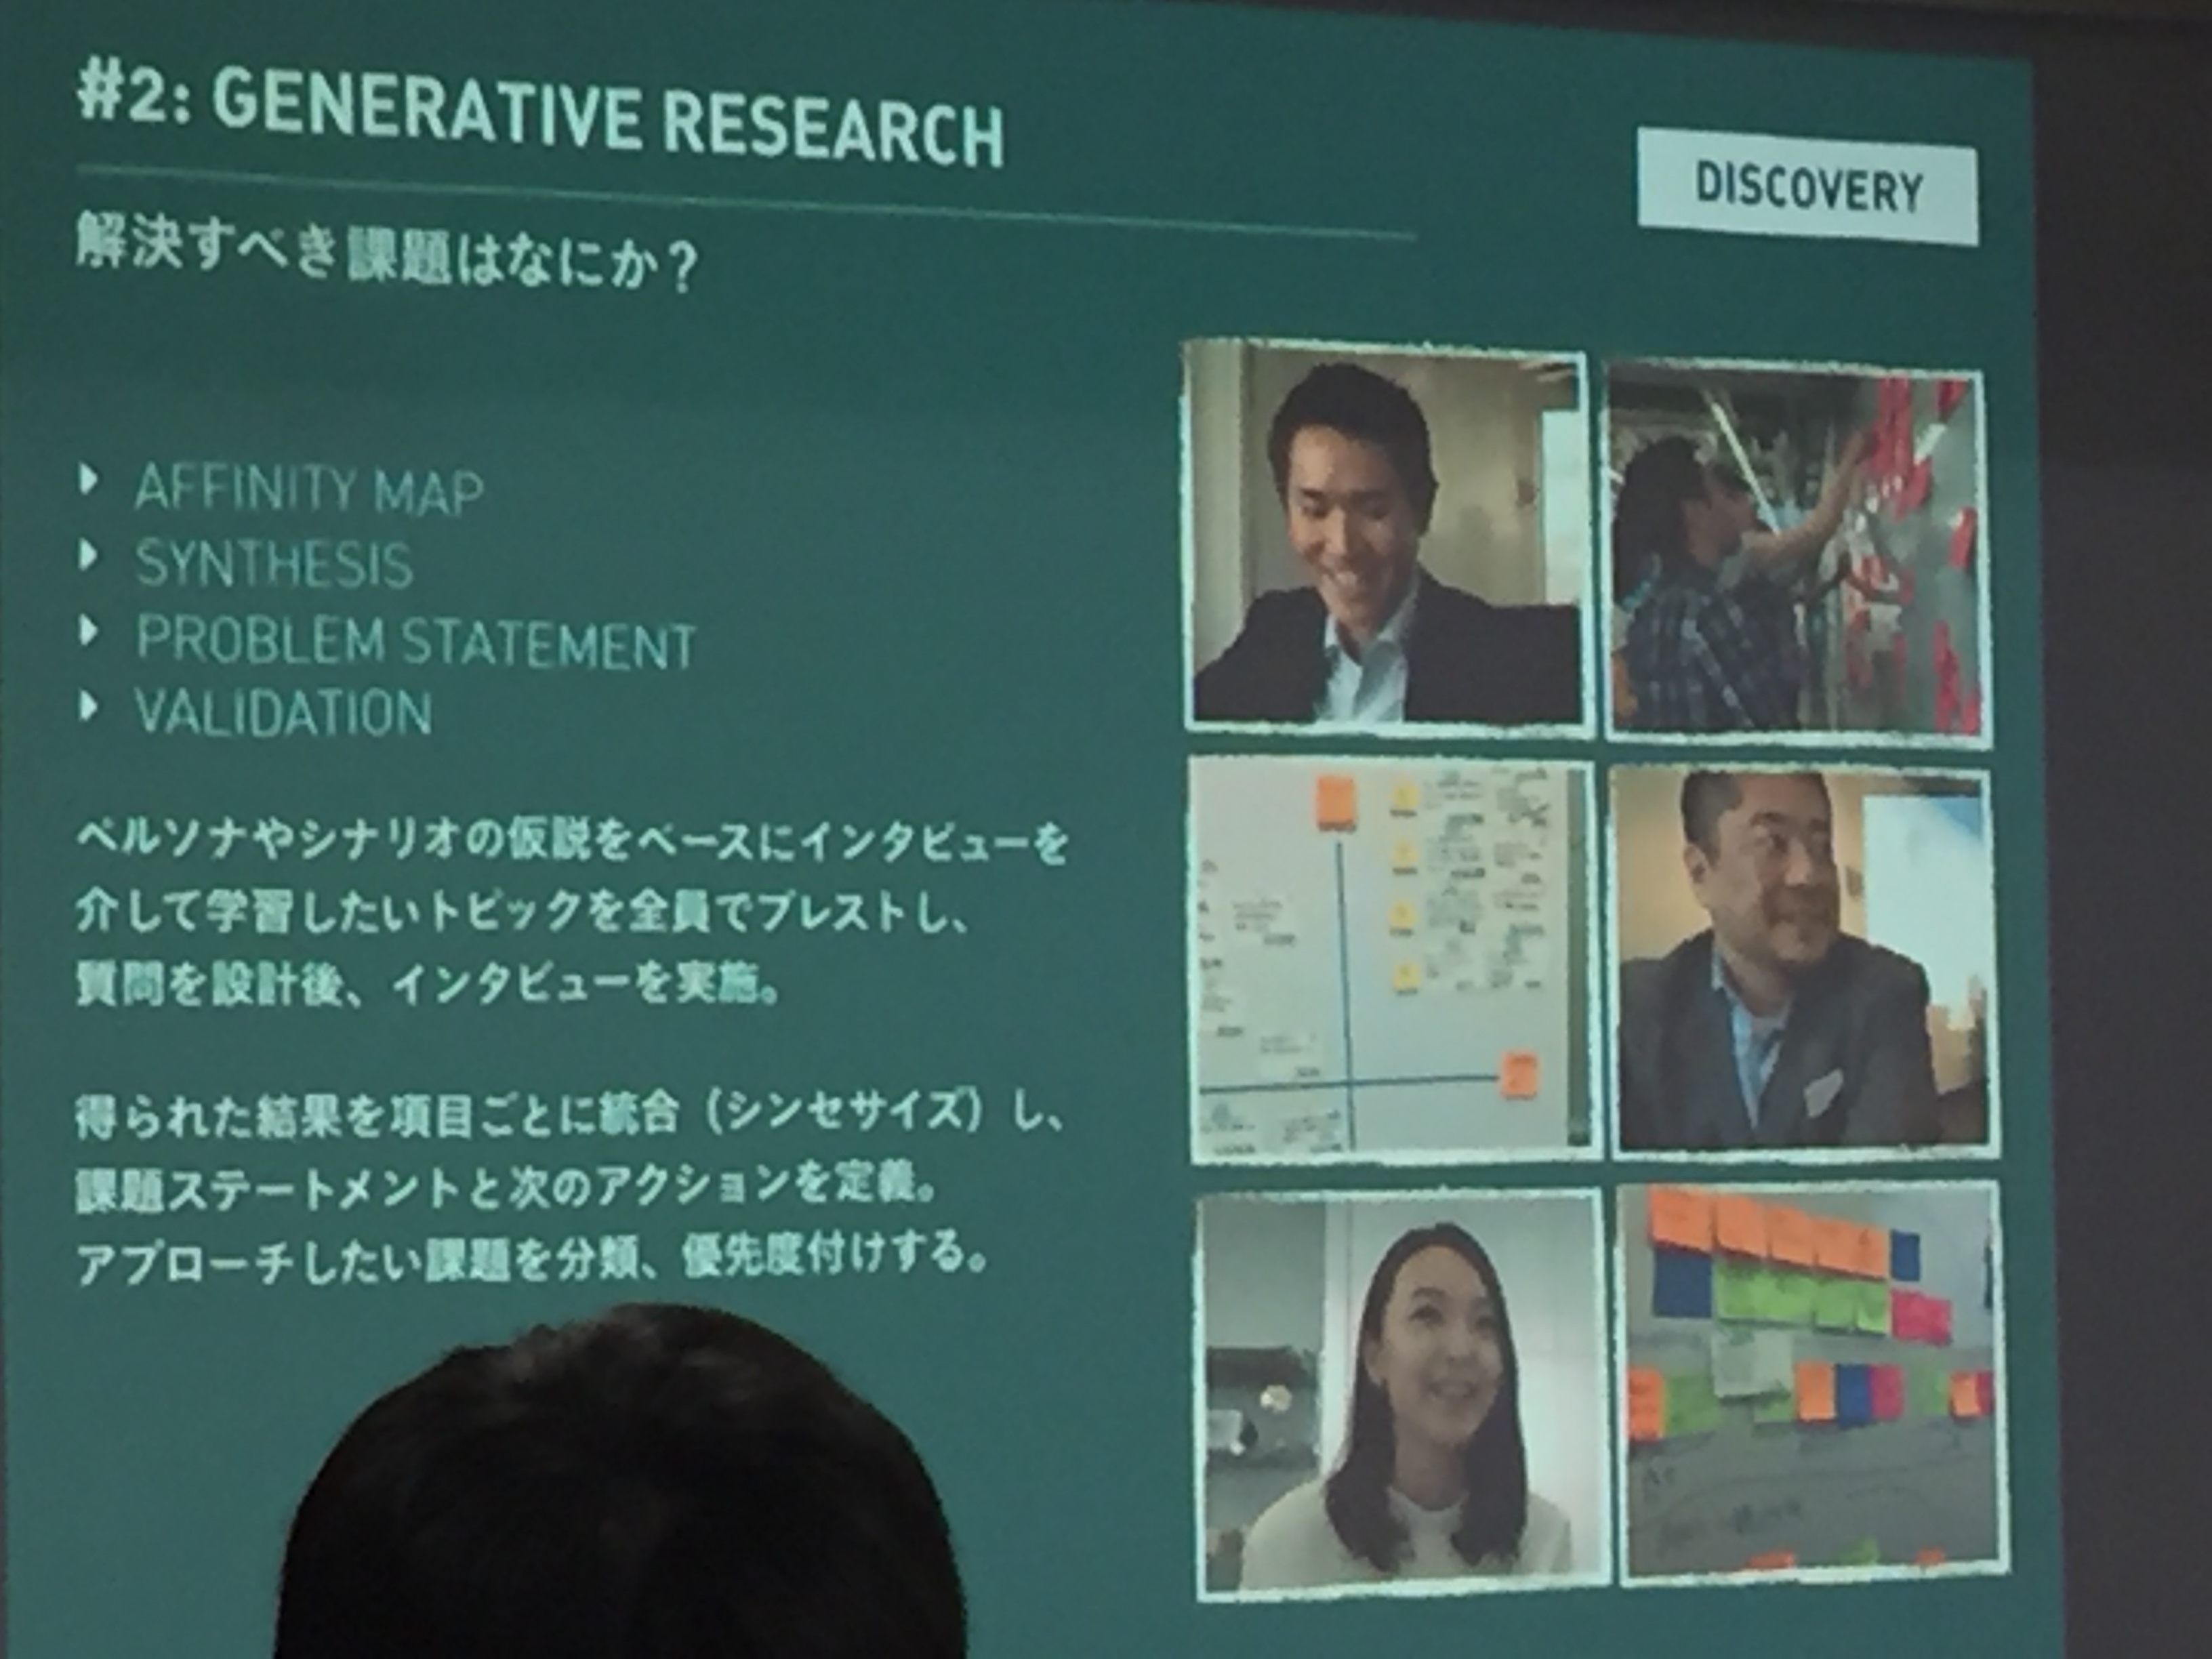 #2: GENERATIVE RESEARCH
DISCOVERY
解決すべき課題はなにか？
AFFINITY MAP
SYNTHESIS
PROBLEM STATEMENT
VALIDATION
ペルソナやシナリオの仮説をベースにインタビューを
介して学習したいトピックを全員でブレストし、
質問を設計後、インタビューを実施。
得られた結果を項目ごとに統合（シンセサイズ）し、
課題ステートメントと次のアクションを定義。
アプローチしたい課題を分類、優先度付けする。